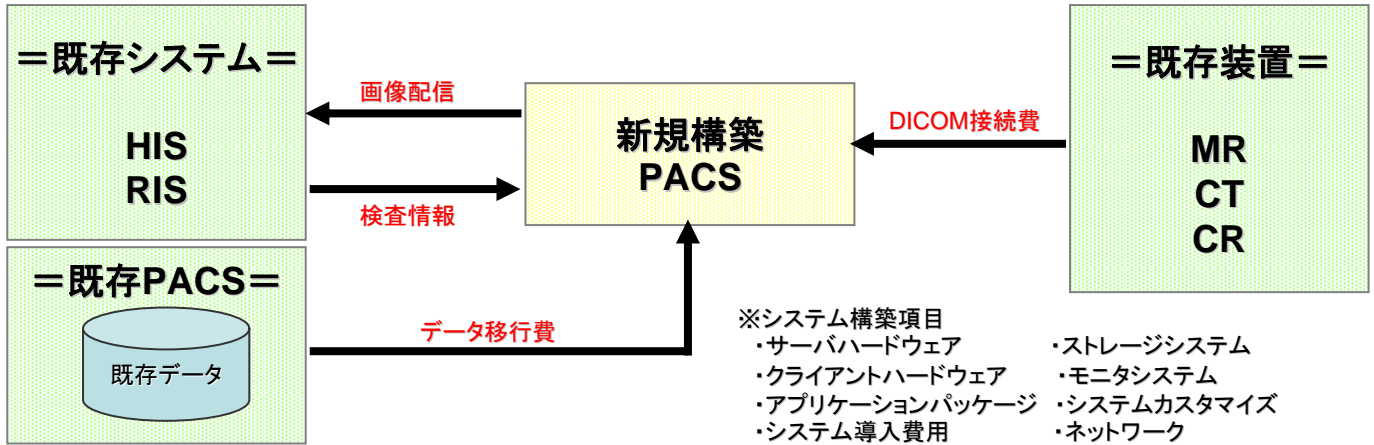 ＝既存システム＝
HIS
RIS
画像配信
検査情報
新規構築
PACS
DICOM接続費
＝既存装置＝
MR
CT
CR
＝既存PACS＝
既存データ
データ移行費
※システム構築項目
・サーバハードウェア ・ストレージシステム
・クライアントハードウェア ・モニタシステム
・アプリケーションパッケージ ・システムカスタマイズ
・システム導入費用 ・ネットワーク